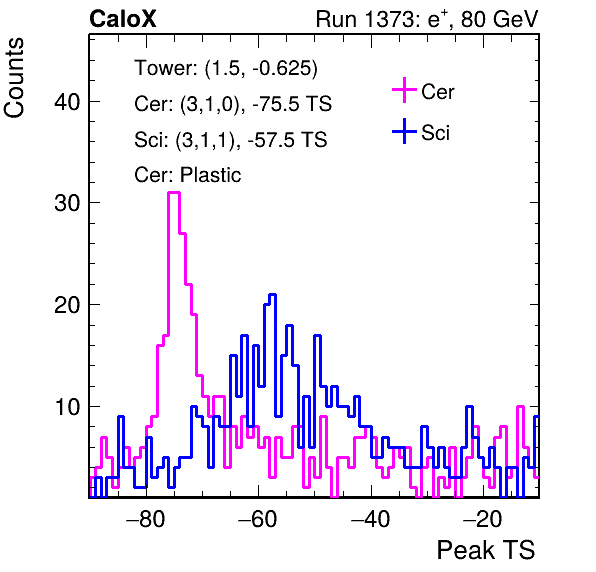 CaloX Run 1373: e⁺, 80 GeV
Counts
Tower: (1.5, -0.625)
Cer: (3,1,0), -75.5 TS
Sci: (3,1,1), -57.5 TS
Cer: Plastic
Cer
Sci
40
30
20
10
−80 −60 −40 −20
Peak TS